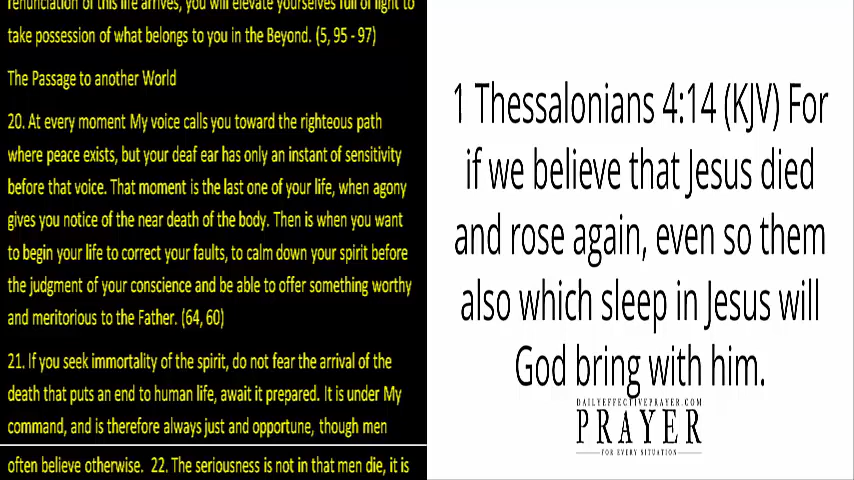 renunciation of this life arrives, you will elevate yourselves full of light to
take possession of what belongs to you in the Beyond. (5, 95 - 97)
The Passage to another World
20. At every moment My voice calls you toward the righteous path
where peace exists, but your deaf ear has only an instant of sensitivity
before that voice. That moment is the last one of your life, when agony
gives you notice of the near death of the body. Then is when you want
to begin your life to correct your faults, to calm down your spirit before
the judgment of your conscience and be able to offer something worthy
and meritorious to the Father. (64, 60)
21. If you seek immortality of the spirit, do not fear the arrival of the
death that puts an end to human life, await it prepared. It is under My
command, and is therefore always just and opportune, though men
often believe otherwise. 22. The seriousness is not in that men die, it is
1 Thessalonians 4:14 (KJV) For
if we believe that Jesus died
and rose again, even so them
also which sleep in Jesus will
God bring with him.
DAILYEFFECTIVEPRAYER.COM
PRAYER
FOR EVERY SITUATION